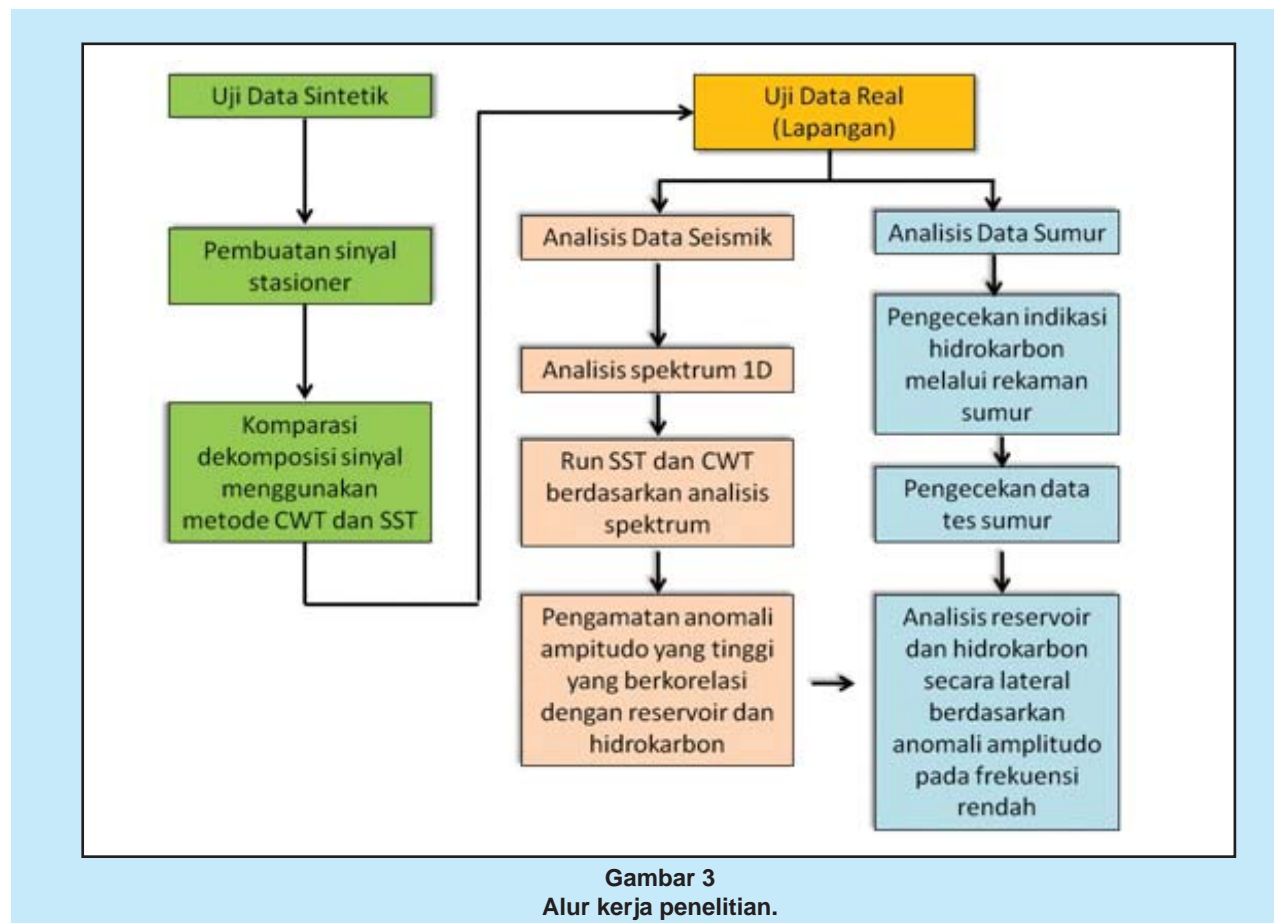 Uji Data Sintetik
Pembuatan sinyal
stasioner
Komparasi
dekomposisi sinyal
menggunakan
metode CWT dan SST
Uji Data Real
(Lapangan)
Analisis Data Seismik
Analisis spektrum 1D
Run SST dan CWT
berdasarkan analisis
spektrum
Pengamatan anomali
ampitudo yang tinggi
yang berkorelasi
dengan reservoir dan
hidrokarbon
Analisis Data Sumur
Pengecekan indikasi
hidrokarbon
melalui rekaman
sumur
Pengecekan data
tes sumur
Analisis reservoir
dan hidrokarbon
secara lateral
berdasarkan
anomali amplitudo
pada frekuensi
rendah
Gambar 3
Alur kerja penelitian.